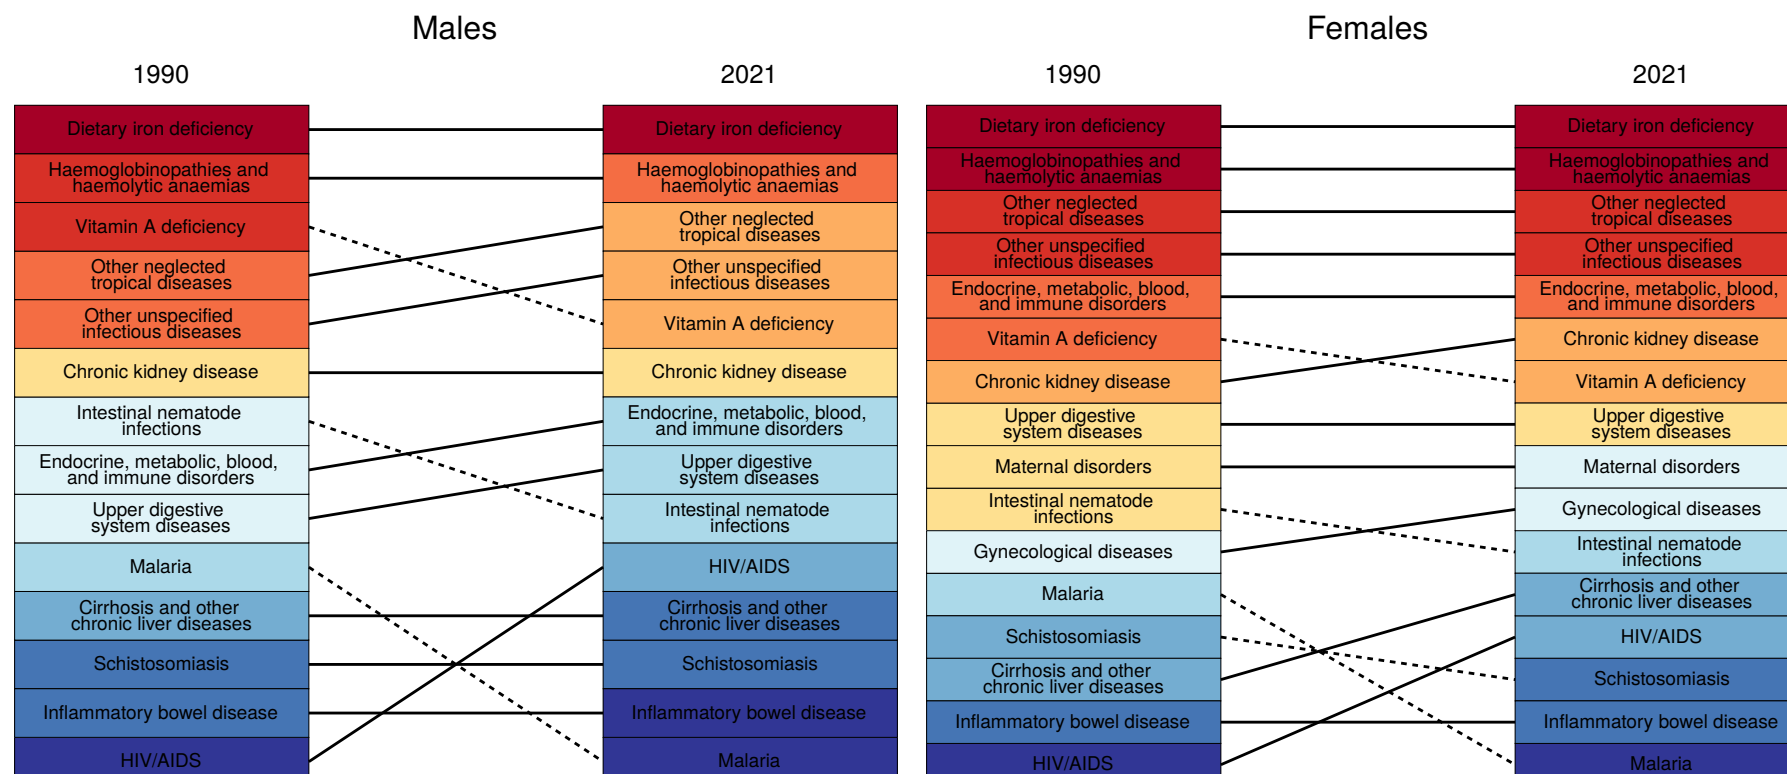 Males
1990
2021
Dietary iron deficiency
Haemoglobinopathies and
haemolytic anaemias
Vitamin A deficiency
Other neglected
tropical diseases
Other unspecified
infectious diseases
Chronic kidney disease
Intestinal nematode
infections
Endocrine, metabolic, blood,
and immune disorders
Upper digestive
system diseases
Malaria
Cirrhosis and other
chronic liver diseases
Schistosomiasis
Inflammatory bowel disease
HIV/AIDS
Dietary iron deficiency
Haemoglobinopathies and
haemolytic anaemias
Other neglected
tropical diseases
Other unspecified
infectious diseases
Vitamin A deficiency
Chronic kidney disease
Endocrine, metabolic, blood,
and immune disorders
Upper digestive
system diseases
Intestinal nematode
infections
HIV/AIDS
Cirrhosis and other
chronic liver diseases
Schistosomiasis
Inflammatory bowel disease
Malaria
Females
1990
2021
Dietary iron deficiency
Haemoglobinopathies and
haemolytic anaemias
Other neglected
tropical diseases
Other unspecified
infectious diseases
Endocrine, metabolic, blood,
and immune disorders
Vitamin A deficiency
Chronic kidney disease
Upper digestive
system diseases
Maternal disorders
Intestinal nematode
infections
Gynecological diseases
Malaria
Schistosomiasis
Cirrhosis and other
chronic liver diseases
Inflammatory bowel disease
HIV/AIDS
Dietary iron deficiency
Haemoglobinopathies and
haemolytic anaemias
Other neglected
tropical diseases
Other unspecified
infectious diseases
Endocrine, metabolic, blood,
and immune disorders
Chronic kidney disease
Vitamin A deficiency
Upper digestive
system diseases
Maternal disorders
Gynecological diseases
Intestinal nematode
infections
Cirrhosis and other
chronic liver diseases
HIV/AIDS
Schistosomiasis
Inflammatory bowel disease
Malaria